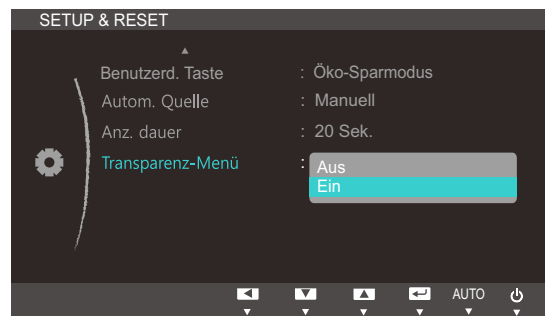 SETUP & RESET
Benutzerd. Taste : Öko-Sparmodus
Autom. Quelle : Manuell
Anz. dauer : 20 Sek.
Transparenz-Menü : Aus
Ein
AUTO